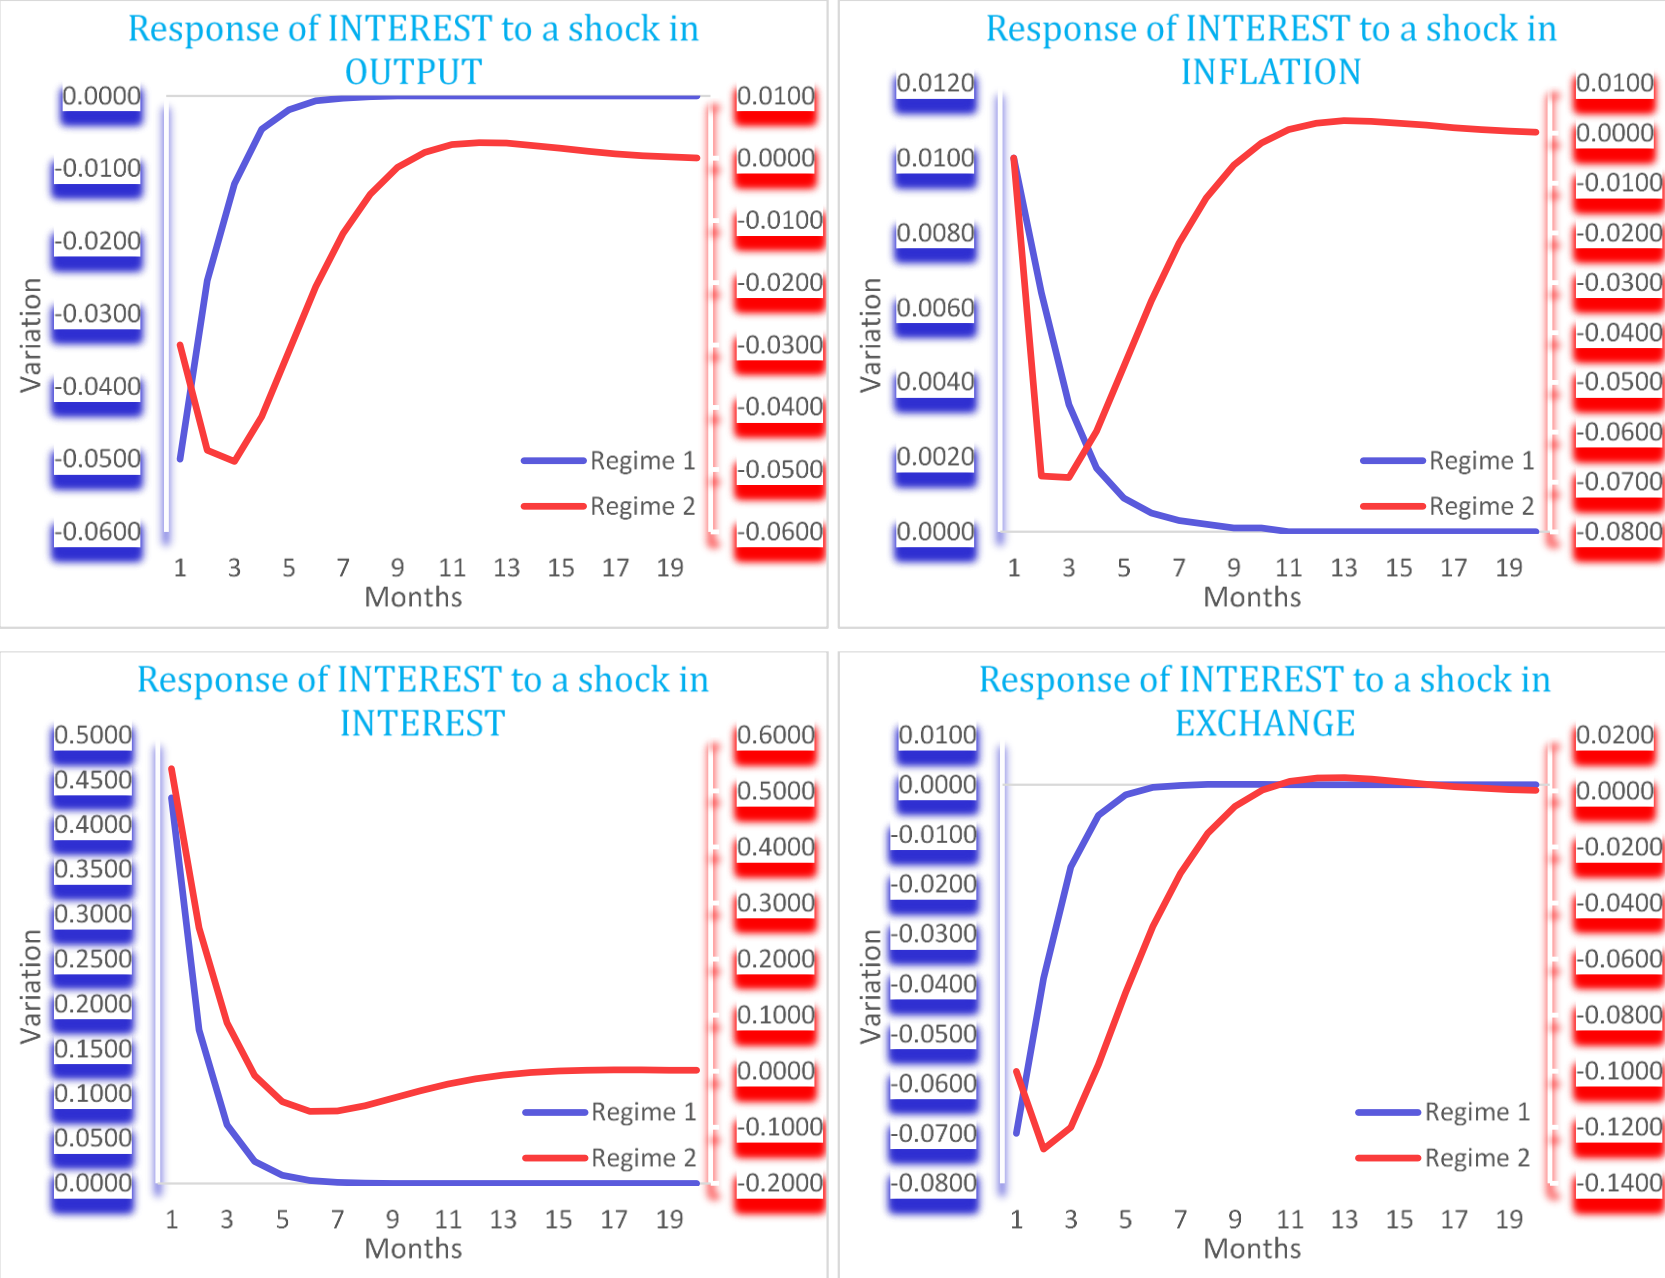 Response of INTEREST to a shock in
OUTPUT
0.0000
-0.0100
-0.0200
-0.0300
-0.0400
-0.0500
-0.0600
Variation
0.0100
0.0000
-0.0100
-0.0200
-0.0300
-0.0400
-0.0500
-0.0600
Regime 1
Regime 2
1 3 5 7 9 11 13 15 17 19
Months
Response of INTEREST to a shock in
INFLATION
0.0120
0.0100
0.0080
0.0060
0.0040
0.0020
0.0000
Variation
0.0100
0.0000
-0.0100
-0.0200
-0.0300
-0.0400
-0.0500
-0.0600
-0.0700
-0.0800
Regime 1
Regime 2
1 3 5 7 9 11 13 15 17 19
Months
Response of INTEREST to a shock in
INTEREST
0.5000
0.4500
0.4000
0.3500
0.3000
0.2500
0.2000
0.1500
0.1000
0.0500
0.0000
Variation
0.6000
0.5000
0.4000
0.3000
0.2000
0.1000
0.0000
-0.1000
-0.2000
Regime 1
Regime 2
1 3 5 7 9 11 13 15 17 19
Months
Response of INTEREST to a shock in
EXCHANGE
0.0100
0.0000
-0.0100
-0.0200
-0.0300
-0.0400
-0.0500
-0.0600
-0.0700
-0.0800
Variation
0.0200
0.0000
-0.0200
-0.0400
-0.0600
-0.0800
-0.1000
-0.1200
-0.1400
Regime 1
Regime 2
1 3 5 7 9 11 13 15 17 19
Months